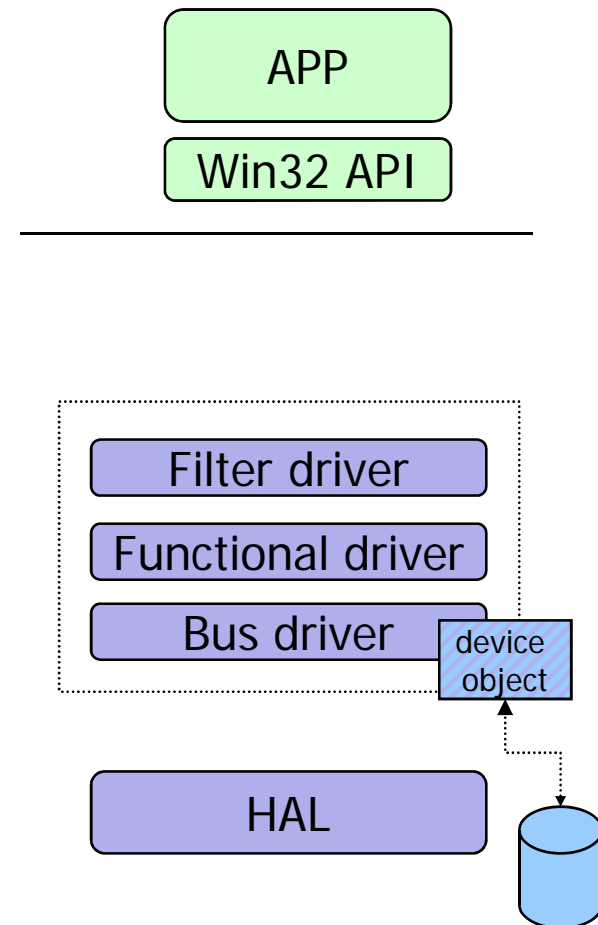 APP
Win32 API
Filter driver
Functional driver
Bus driver
device
object
HAL